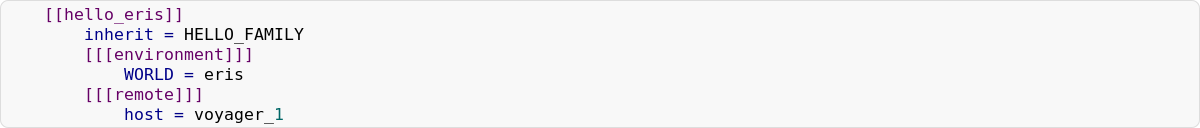 [[hello_eris]]
inherit = HELLO_FAMILY
[[[environment]]]
WORLD = eris
[[[remote]]]
host = voyager_1